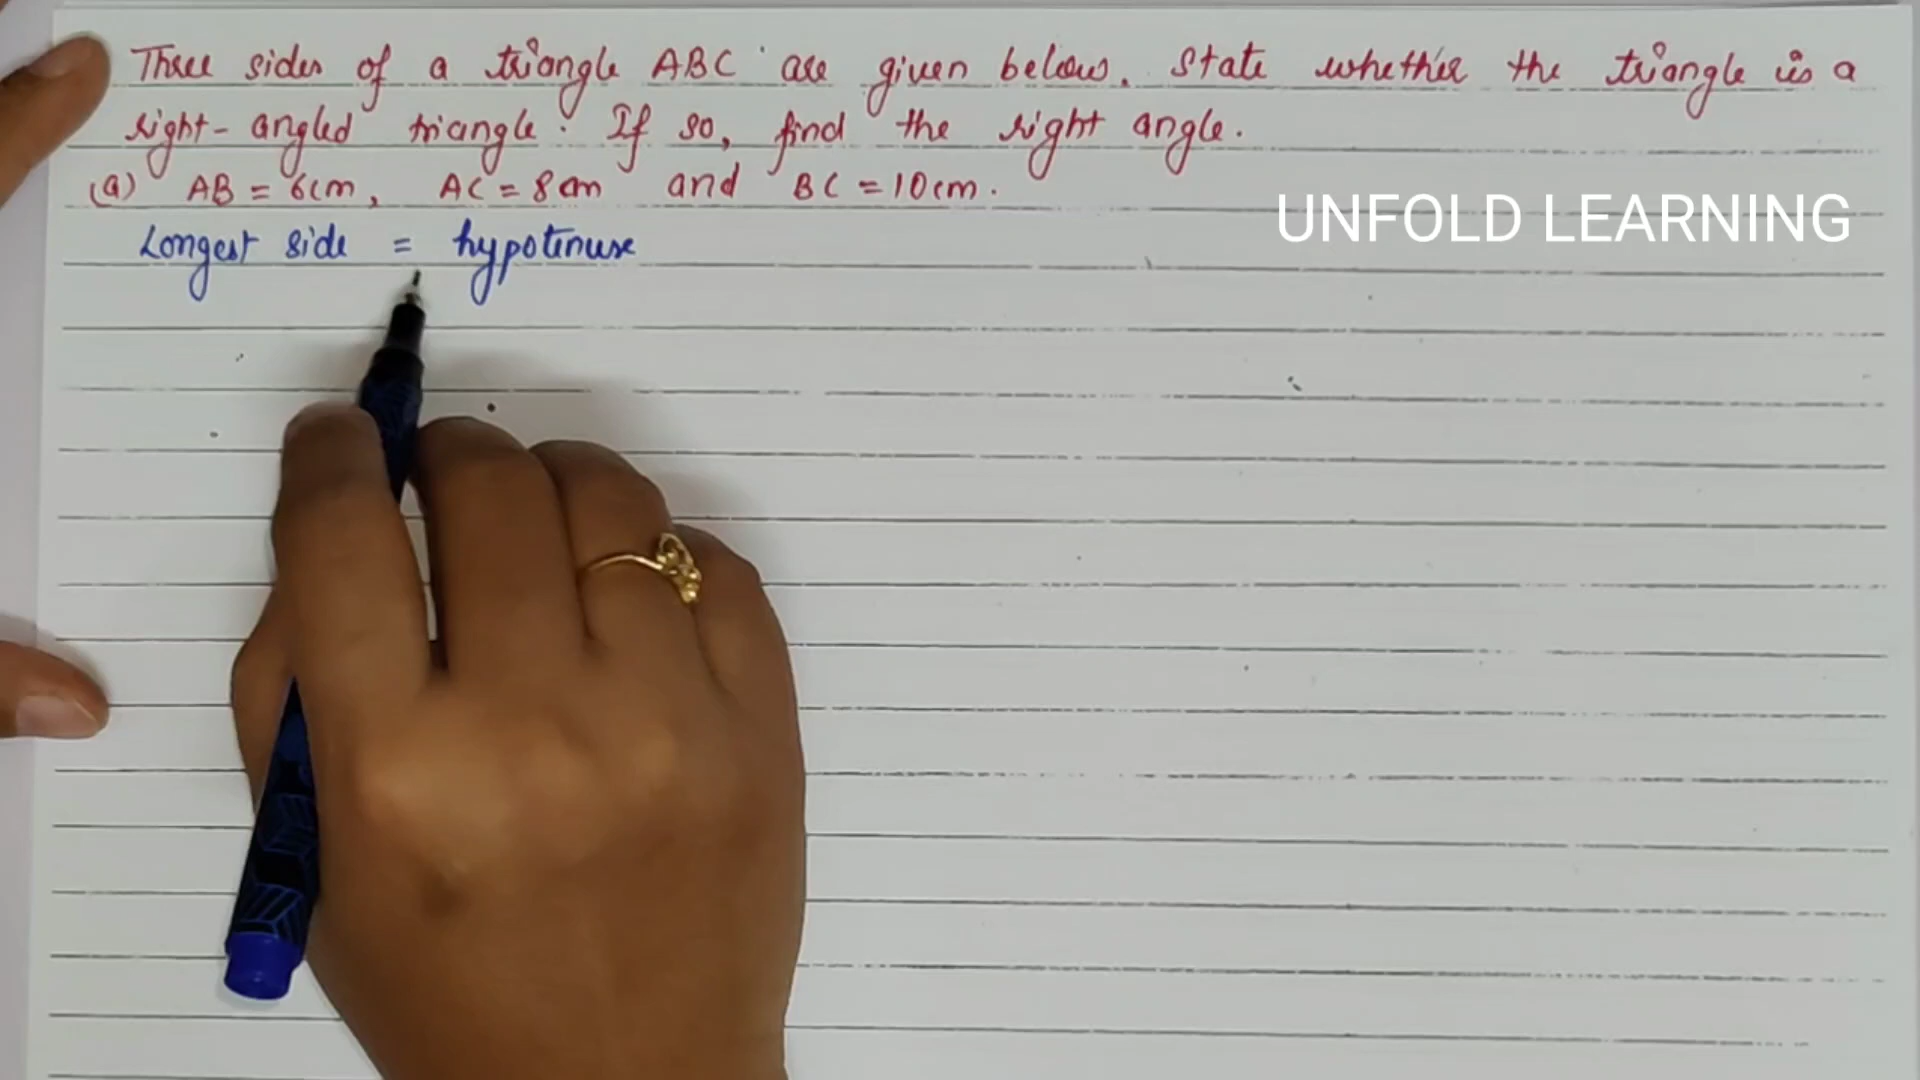 Three sides of a triangle ABC are given below. State whether the triangle is a
right-angled triangle. If so, find the right angle.
(a) AB = 6cm, AC = 8cm and BC = 10cm.
UNFOLD LEARNING
Longest side = hypotenuse